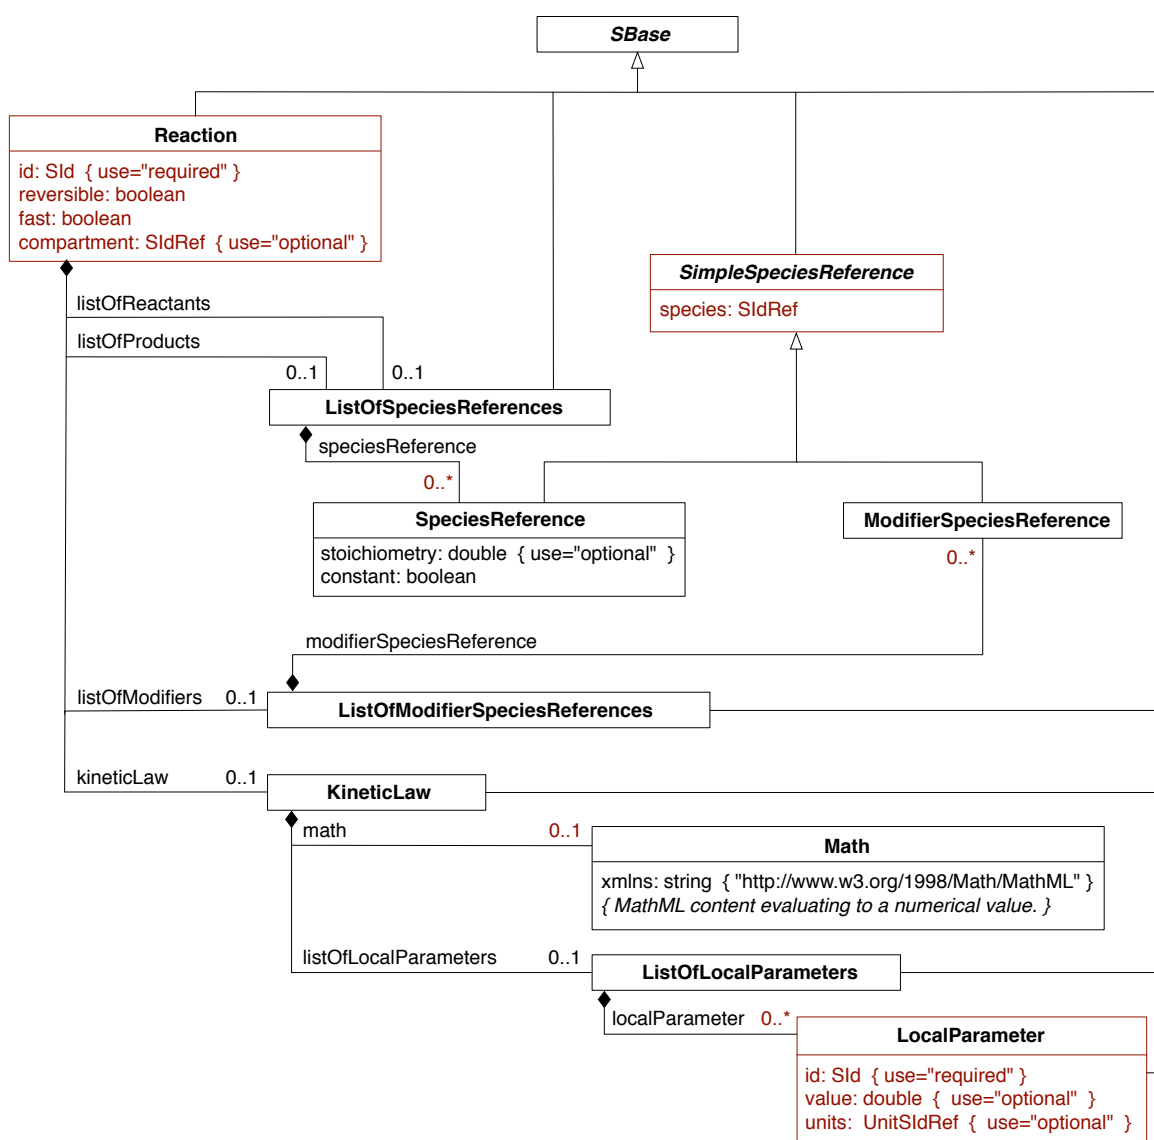 SBase
Reaction
id: SId { use="required" }
reversible: boolean
fast: boolean
compartment: SIdRef { use="optional" }
SimpleSpeciesReference
species: SIdRef
listOfReactants
listOfProducts
0..1
0..1
ListOfSpeciesReferences
speciesReference
0..*
SpeciesReference
stoichiometry: double { use="optional" }
constant: boolean
ModifierSpeciesReference
0..*
modifierSpeciesReference
listOfModifiers 0..1
ListOfModifierSpeciesReferences
kineticLaw 0..1
KineticLaw
math 0..1
Math
xmlns: string { "http://www.w3.org/1998/Math/MathML" }
{ MathML content evaluating to a numerical value. }
listOfLocalParameters 0..1
ListOfLocalParameters
localParameter 0..*
LocalParameter
id: SId { use="required" }
value: double { use="optional" }
units: UnitSIdRef { use="optional" }